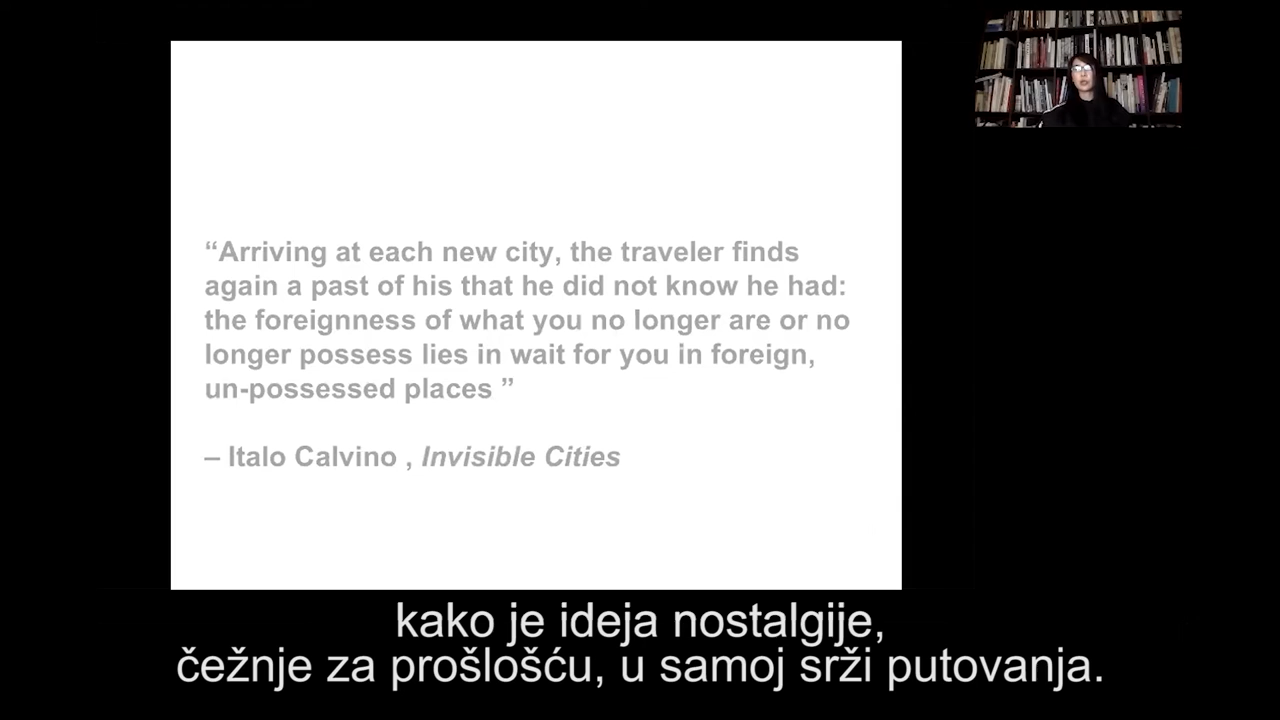 “Arriving at each new city, the traveler finds
again a past of his that he did not know he had:
the foreignness of what you no longer are or no
longer possess lies in wait for you in foreign,
un-possessed places ”
– Italo Calvino , Invisible Cities
kako je ideja nostalgije,
čežnje za prošlošću, u samoj srži putovanja.